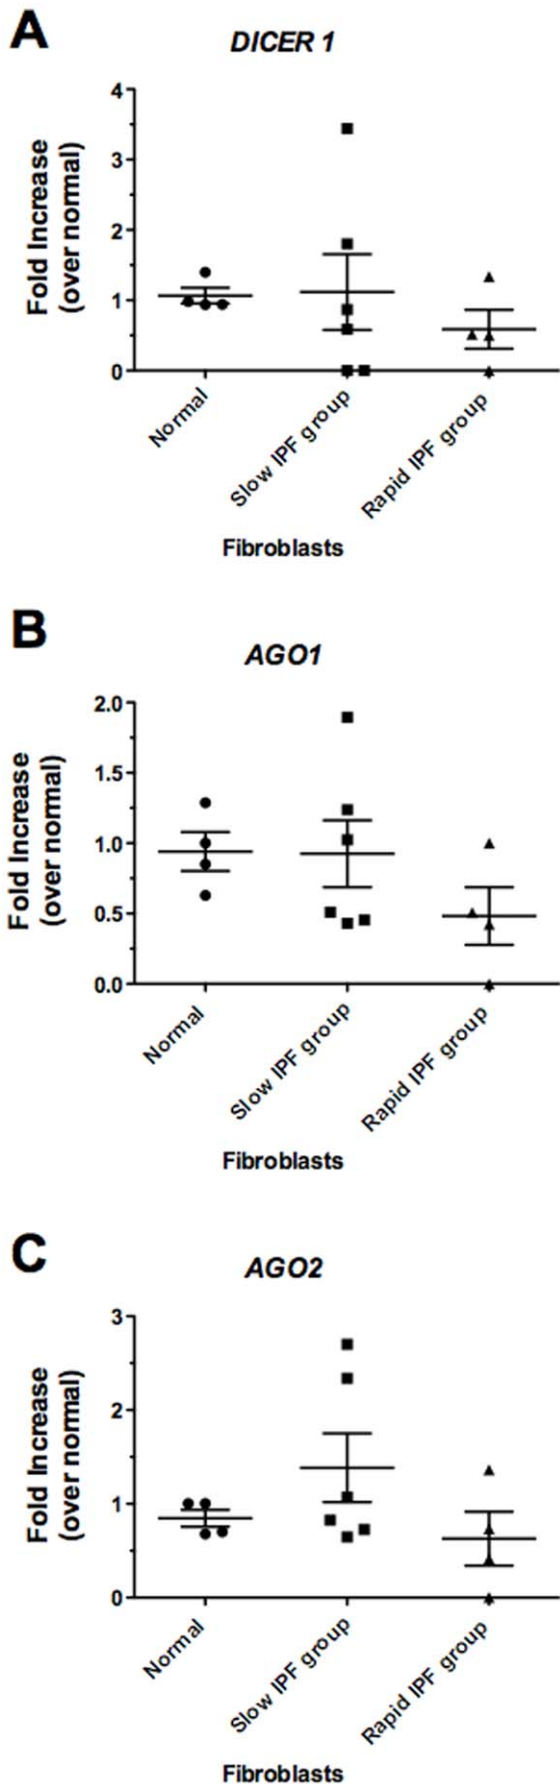 A
DICER 1
Fold Increase
(over normal)
4
3
2
1
0
Normal
Slow IPF group
Rapid IPF group
Fibroblasts
B
AGO1
Fold Increase
(over normal)
2.0
1.5
1.0
0.5
0.0
Normal
Slow IPF group
Rapid IPF group
Fibroblasts
C
AGO2
Fold Increase
(over normal)
3
2
1
0
Normal
Slow IPF group
Rapid IPF group
Fibroblasts